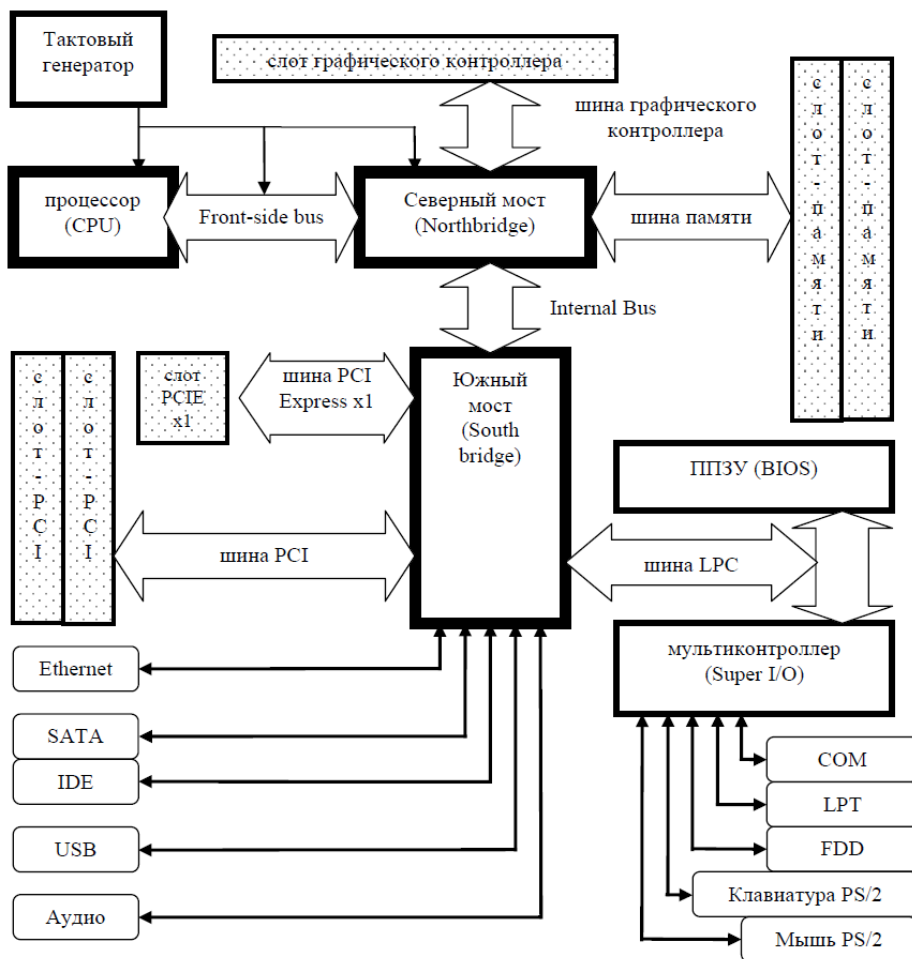 Тактовый
генератор
слот графического контроллера
шина графического
контроллера
слот-памяти
слот-памяти
процессор
(CPU)
Front-side bus
Северный мост
(Northbridge)
шина памяти
Internal Bus
слот-PCI
слот-PCI
слот
PCIE
x1
шина PCI
Express x1
Южный
мост
(South
bridge)
ППЗУ (BIOS)
шина PCI
шина LPC
мультиконтроллер
(Super I/O)
Ethernet
SATA
IDE
USB
Аудио
COM
LPT
FDD
Клавиатура PS/2
Мышь PS/2